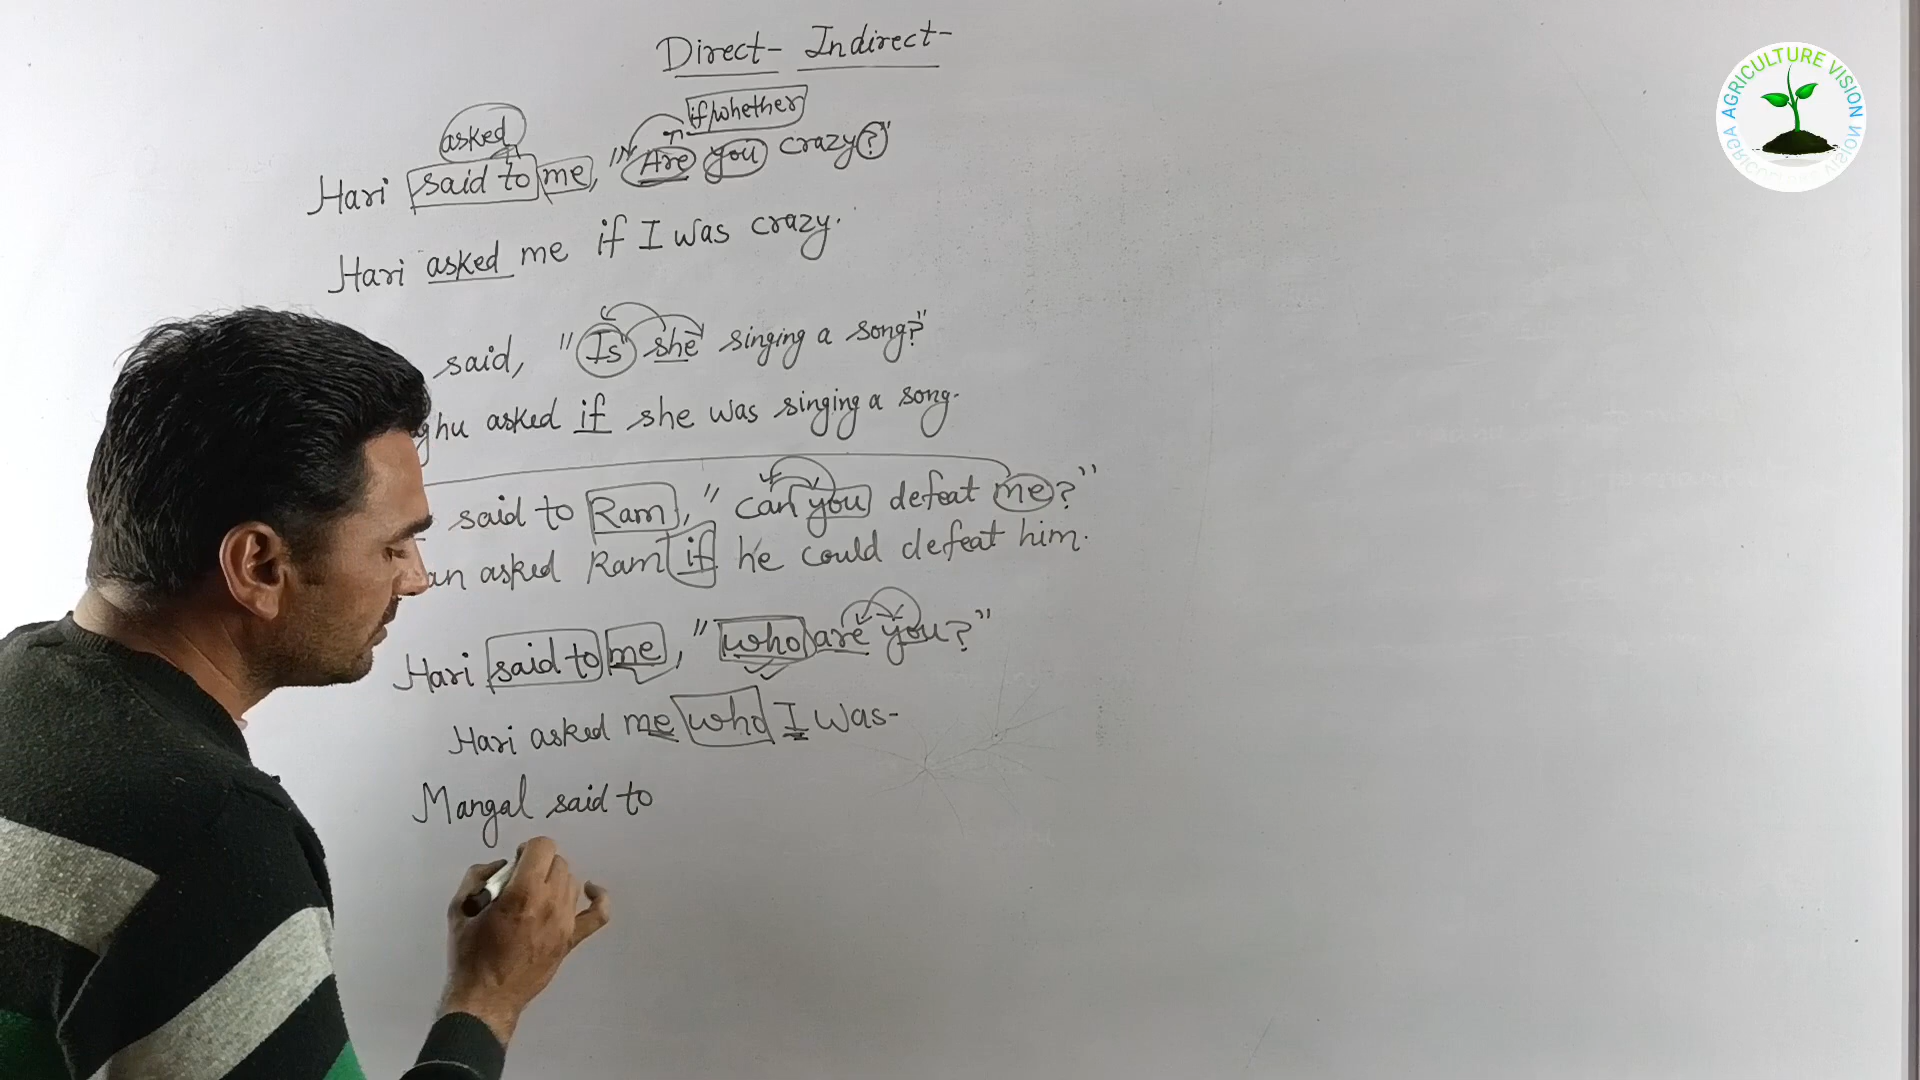 Direct- Indirect-
if/whether
asked
Hari said to me, "Are you crazy?"
Hari asked me if I was crazy.
said, "Is she singing a song?"
asked if she was singing a song.
said to Ram, "can you defeat me?"
asked Ram if he could defeat him.
Hari said to me, "who are you?"
Hari asked me who I was-
Mangal said to
AGRICULTURE VISION